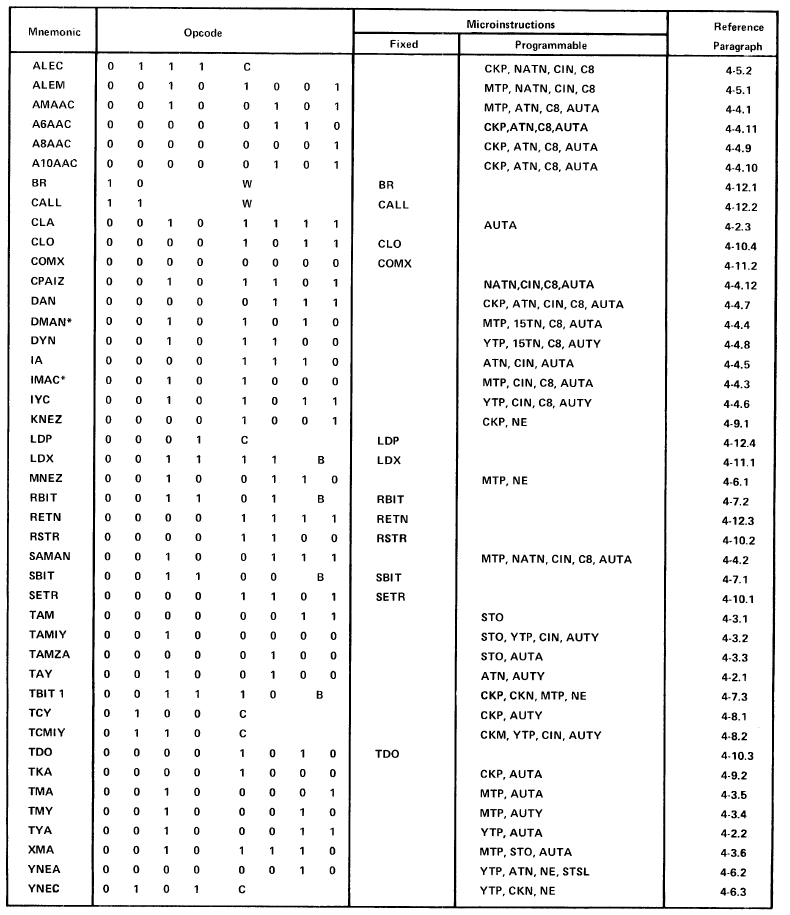 Mnemonic Opcode Microinstructions Reference Paragraph
Fixed Programmable
ALEC 0 1 1 1 C CKP, NATN, CIN, C8 4-5.2
ALEM 0 0 1 0 1 0 0 1 MTP, NATN, CIN, C8 4-5.1
AMAAC 0 0 1 0 0 1 0 1 MTP, ATN, C8, AUTA 4-4.1
A6AAC 0 0 0 0 0 1 1 0 CKP,ATN,C8,AUTA 4-4.11
A8AAC 0 0 0 0 0 0 0 1 CKP, ATN, C8, AUTA 4-4.9
A10AAC 0 0 0 0 0 1 0 1 CKP, ATN, C8, AUTA 4-4.10
BR 1 0 W BR 4-12.1
CALL 1 1 W CALL 4-12.2
CLA 0 0 1 0 1 1 1 1 AUTA 4-2.3
CLO 0 0 0 0 1 0 1 1 CLO 4-10.4
COMX 0 0 0 0 0 0 0 0 COMX 4-11.2
CPAIZ 0 0 1 0 1 1 0 1 NATN,CIN,C8,AUTA 4-4.12
DAN 0 0 0 0 0 1 1 1 CKP, ATN, CIN, C8, AUTA 4-4.7
DMAN* 0 0 1 0 1 0 1 0 MTP, 15TN, C8, AUTA 4-4.4
DYN 0 0 1 0 1 1 0 0 YTP, 15TN, C8, AUTY 4-4.8
IA 0 0 0 0 1 1 1 0 ATN, CIN, AUTA 4-4.5
IMAC* 0 0 1 0 1 0 0 0 MTP, CIN, C8, AUTA 4-4.3
IYC 0 0 1 0 1 0 1 1 YTP, CIN, C8, AUTY 4-4.6
KNEZ 0 0 0 0 1 0 0 1 CKP, NE 4-9.1
LDP 0 0 0 1 C LDP 4-12.4
LDX 0 0 1 1 1 1 B LDX 4-11.1
MNEZ 0 0 1 0 0 1 1 0 MTP, NE 4-6.1
RBIT 0 0 1 1 0 1 B RBIT 4-7.2
RETN 0 0 0 0 1 1 1 1 RETN 4-12.3
RSTR 0 0 0 0 1 1 0 0 RSTR 4-10.2
SAMAN 0 0 1 0 0 1 1 1 MTP, NATN, CIN, C8, AUTA 4-4.2
SBIT 0 0 1 1 0 0 B SBIT 4-7.1
SETR 0 0 0 0 1 1 0 1 SETR 4-10.1
TAM 0 0 0 0 0 0 1 1 STO 4-3.1
TAMIY 0 0 1 0 0 0 0 0 STO, YTP, CIN, AUTY 4-3.2
TAMZA 0 0 0 0 0 1 0 0 STO, AUTA 4-3.3
TAY 0 0 1 0 0 1 0 0 ATN, AUTY 4-2.1
TBIT 1 0 0 1 1 1 0 B CKP, CKN, MTP, NE 4-7.3
TCY 0 1 0 0 C CKP, AUTY 4-8.1
TCMIY 0 1 1 0 C CKM, YTP, CIN, AUTY 4-8.2
TDO 0 0 0 0 1 0 1 0 TDO 4-10.3
TKA 0 0 0 0 1 0 0 0 CKP, AUTA 4-9.2
TMA 0 0 1 0 0 0 0 1 MTP, AUTA 4-3.5
TMY 0 0 1 0 0 0 1 0 MTP, AUTY 4-3.4
TYA 0 0 1 0 0 0 1 1 YTP, AUTA 4-2.2
XMA 0 0 1 0 1 1 1 0 MTP, STO, AUTA 4-3.6
YNEA 0 0 0 0 0 0 1 0 YTP, ATN, NE, STSL 4-6.2
YNEC 0 1 0 1 C YTP, CKN, NE 4-6.3